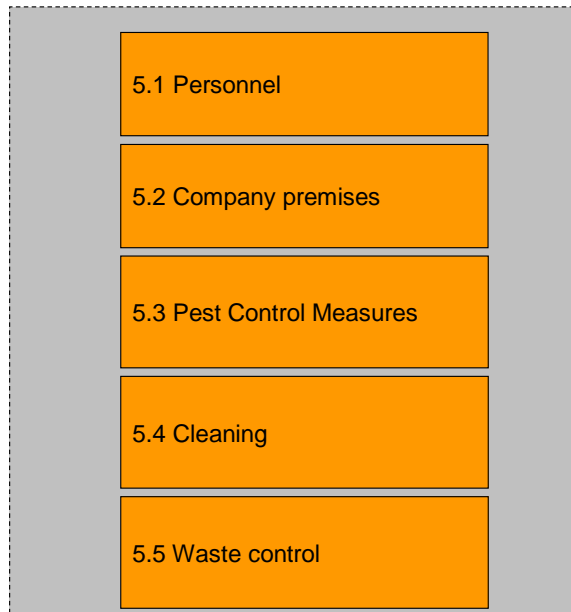 5.1 Personnel
5.2 Company premises
5.3 Pest Control Measures
5.4 Cleaning
5.5 Waste control